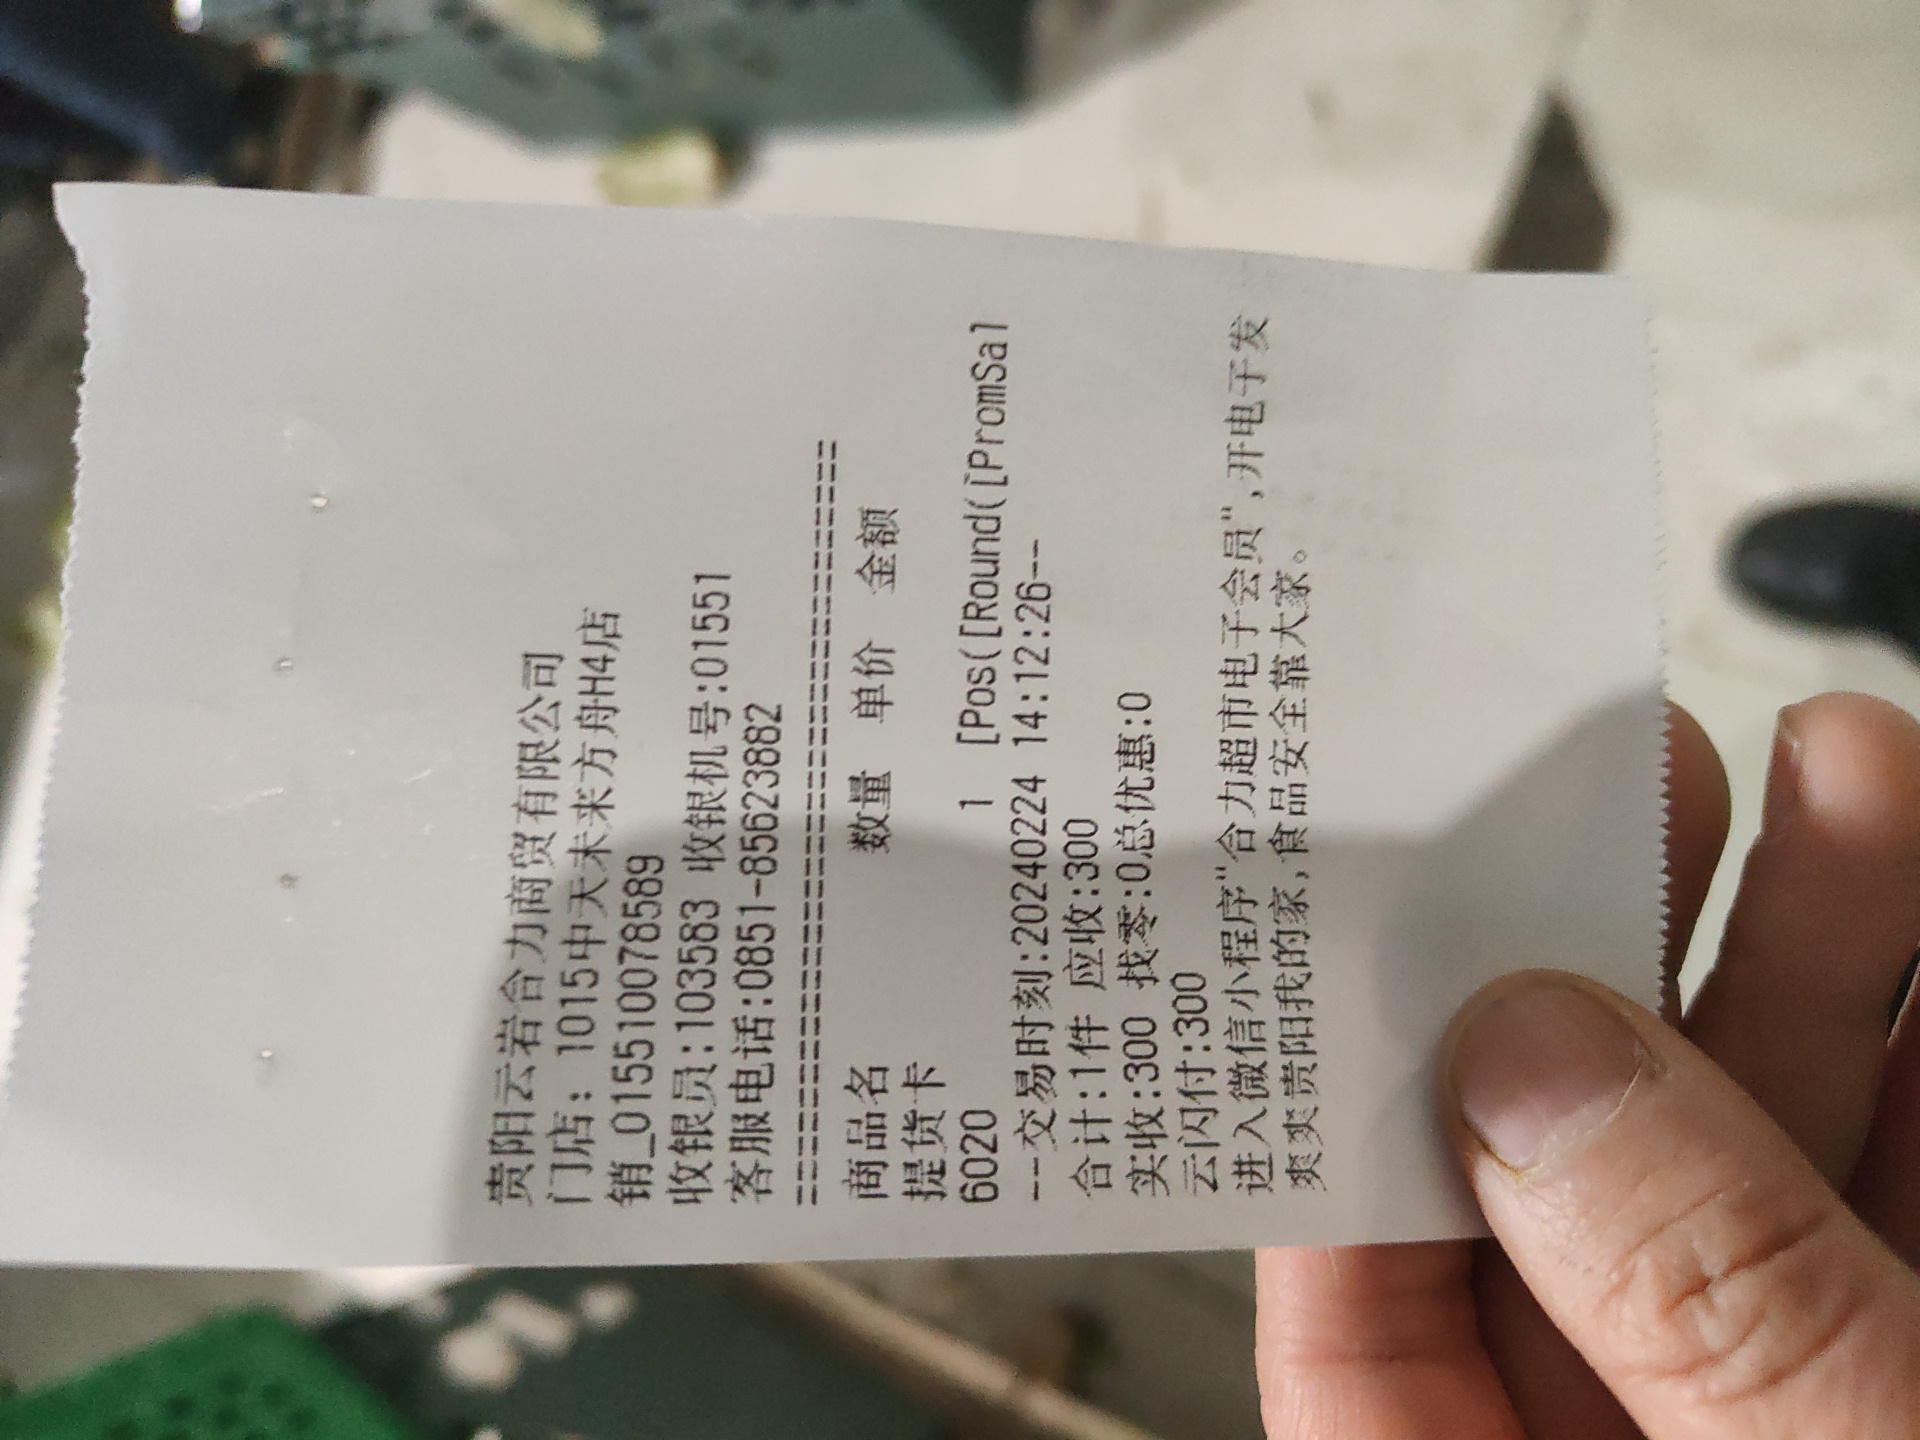 贵阳云岩合力商贸有限公司
门店: 1015中天未来方舟H4店
销_0155100078589
收银员:103583 收银机号:01551
客服电话:0851-85623882
========================================
商品名 数量 单价 金额
提货卡
6020 1 [Pos([Round([PromSal
--交易时刻:20240224 14:12:26--
合计:1件 应收:300
实收:300 找零:0总优惠:0
云闪付:300
进入微信小程序"合力超市电子会员",开电子发
爽爽贵阳我的家,食品安全靠大家。